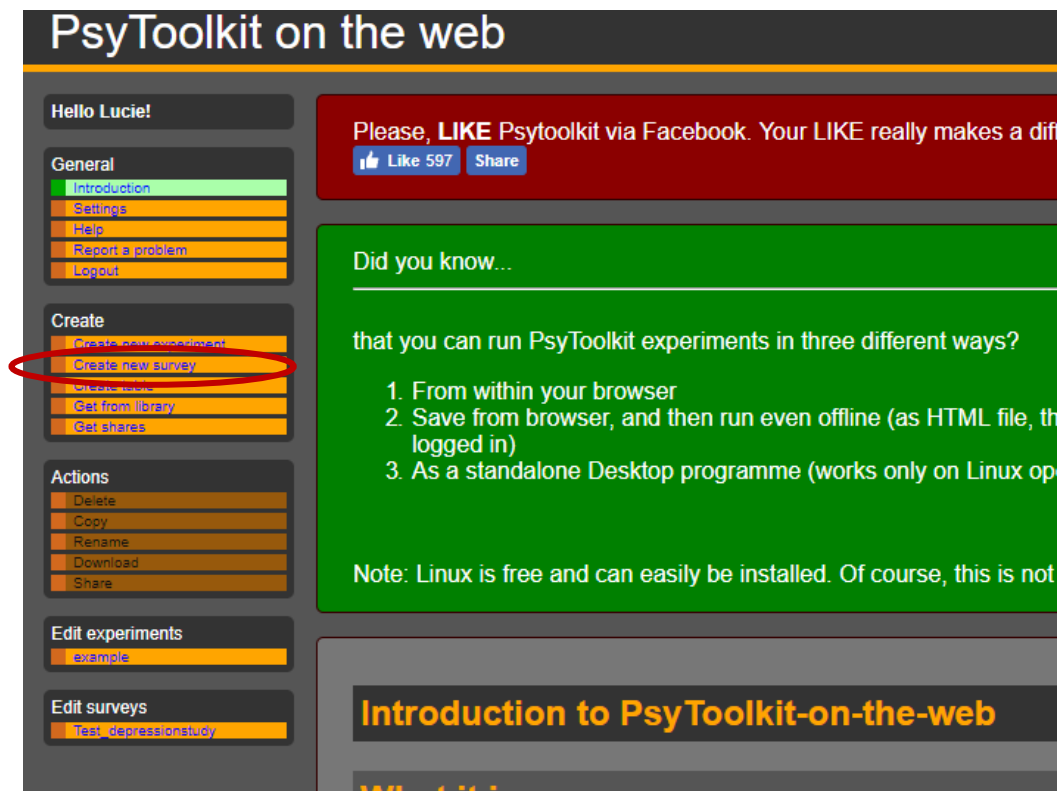 PsyToolkit on the web
Hello Lucie!
General
Introduction
Settings
Help
Report a problem
Logout
Create
Create new experiment
Create new survey
Create table
Get from library
Get shares
Actions
Delete
Copy
Rename
Download
Share
Edit experiments
example
Edit surveys
Test_depressionstudy
Please, LIKE Psytoolkit via Facebook. Your LIKE really makes a
Like 597 Share
Did you know...
that you can run PsyToolkit experiments in three different ways?
1. From within your browser
2. Save from browser, and then run even offline (as HTML file,
logged in)
3. As a standalone Desktop programme (works only on Linux
Note: Linux is free and can easily be installed. Of course, this is not
Introduction to PsyToolkit-on-the-web
What it is